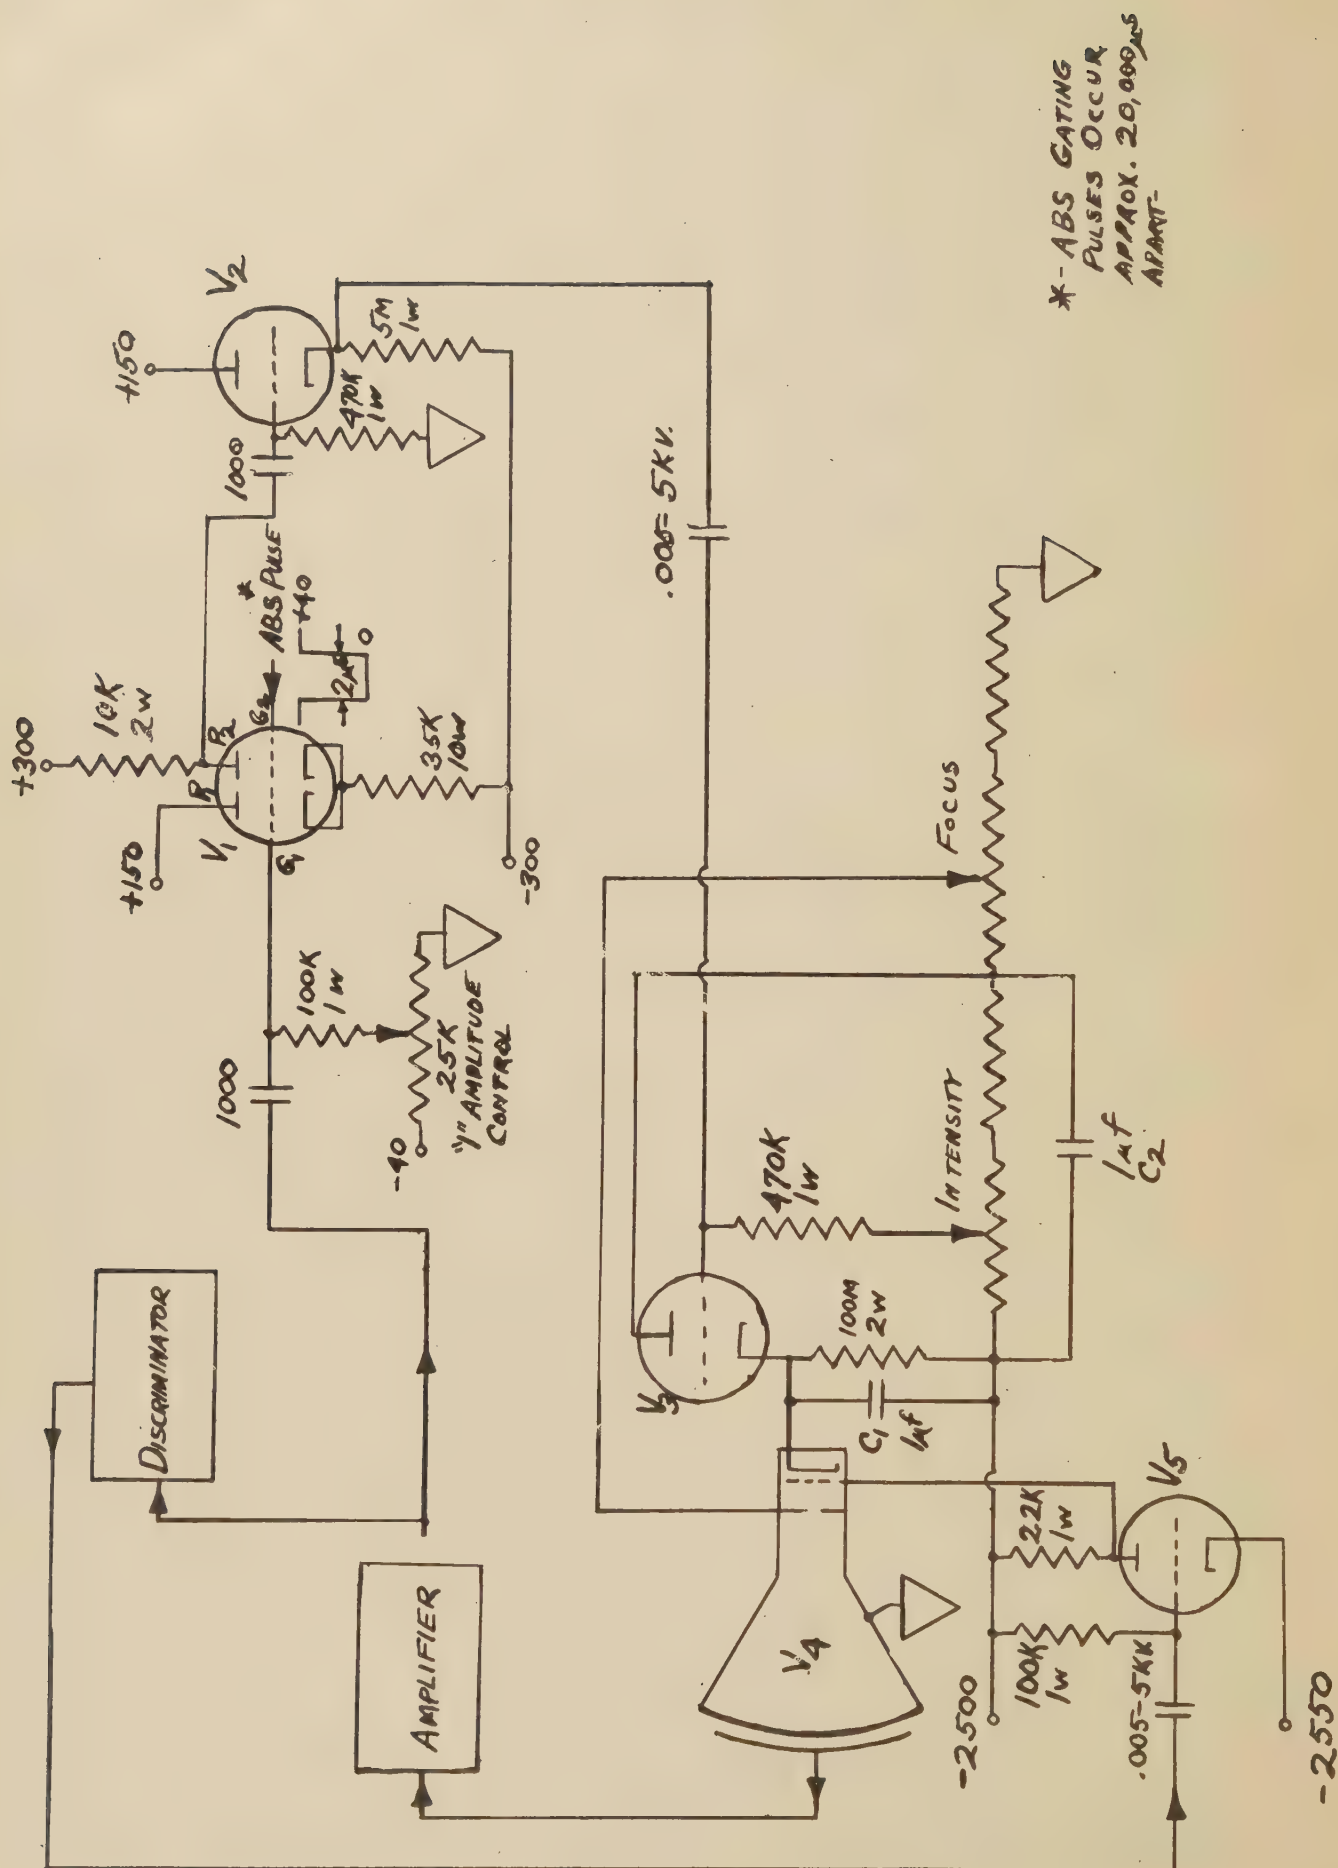 DISCRIMINATOR
AMPLIFIER
1000
100K
1W
-40
25K
"Y" AMPLITUDE
CONTROL
+150
+300
10K
2W
V1
P1
P2
G1
G2
* ABS PULSE
+40
0
2μs
35K
10W
-300
1000
+150
V2
470K
1W
5M
1W
.005-5KV.
V3
470K
1W
INTENSITY
FOCUS
100M
2W
C1
1μf
1μf
C2
V4
-2500
100K
1W
22K
1W
V5
.005-5KV
-2550
*- ABS GATING
PULSES OCCUR
APPROX. 20,000μs
APART-